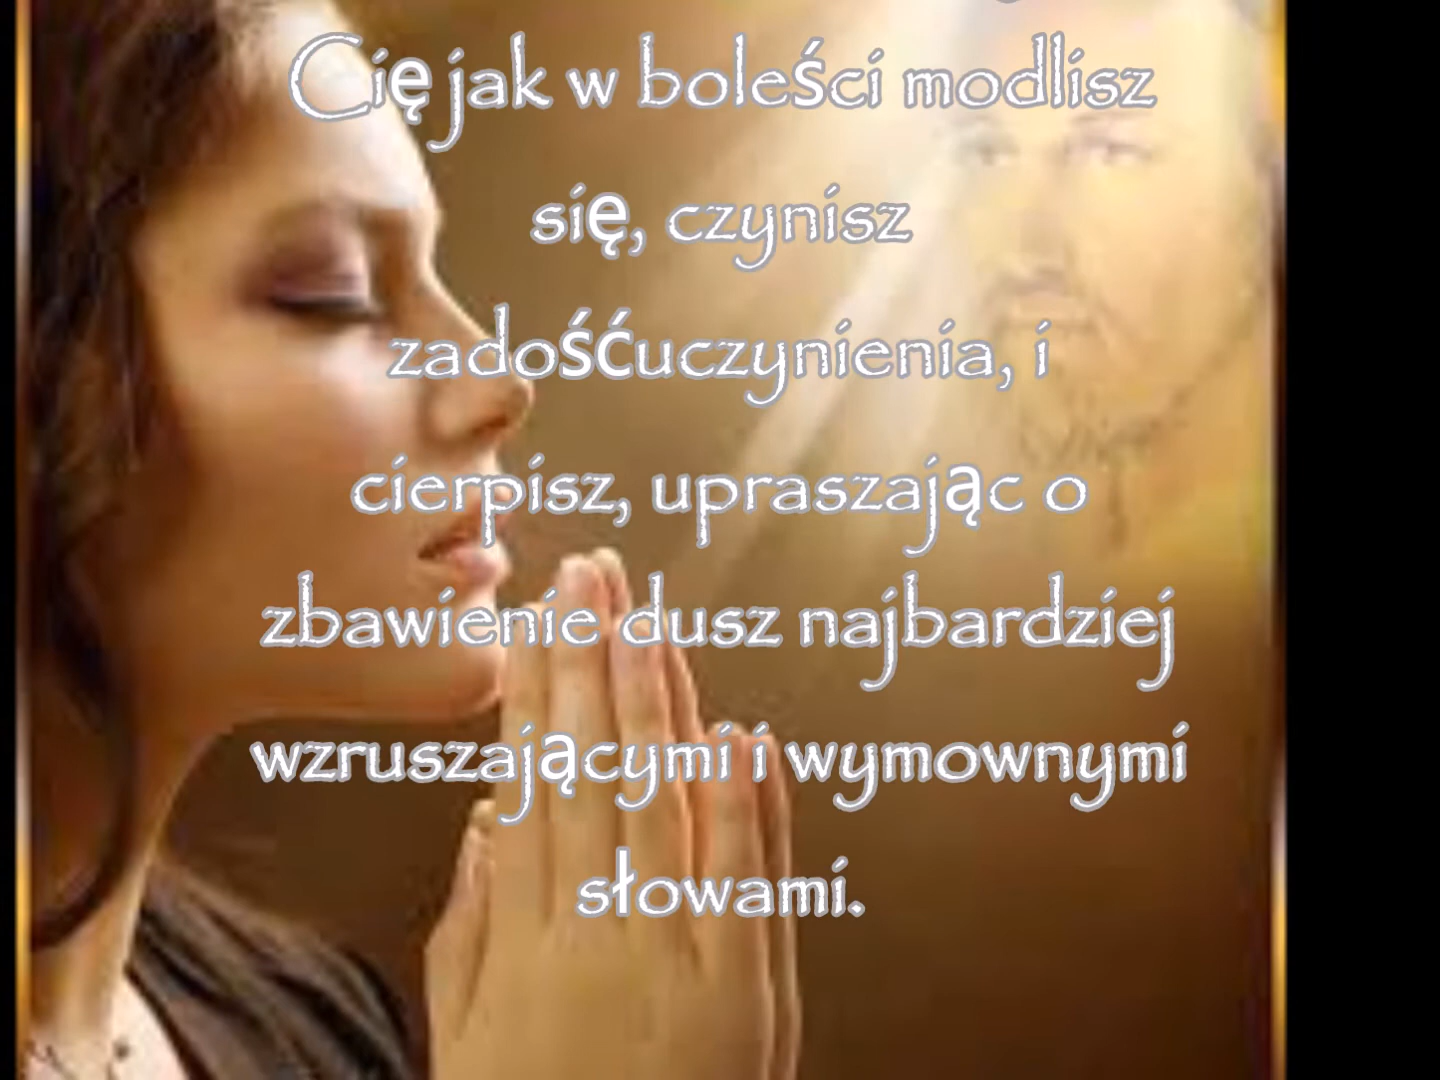 Cię jak w boleści modlisz
się, czynisz
zadośćuczynienia, i
cierpisz, upraszając o
zbawienie dusz najbardziej
wzruszającymi i wymownymi
słowami.